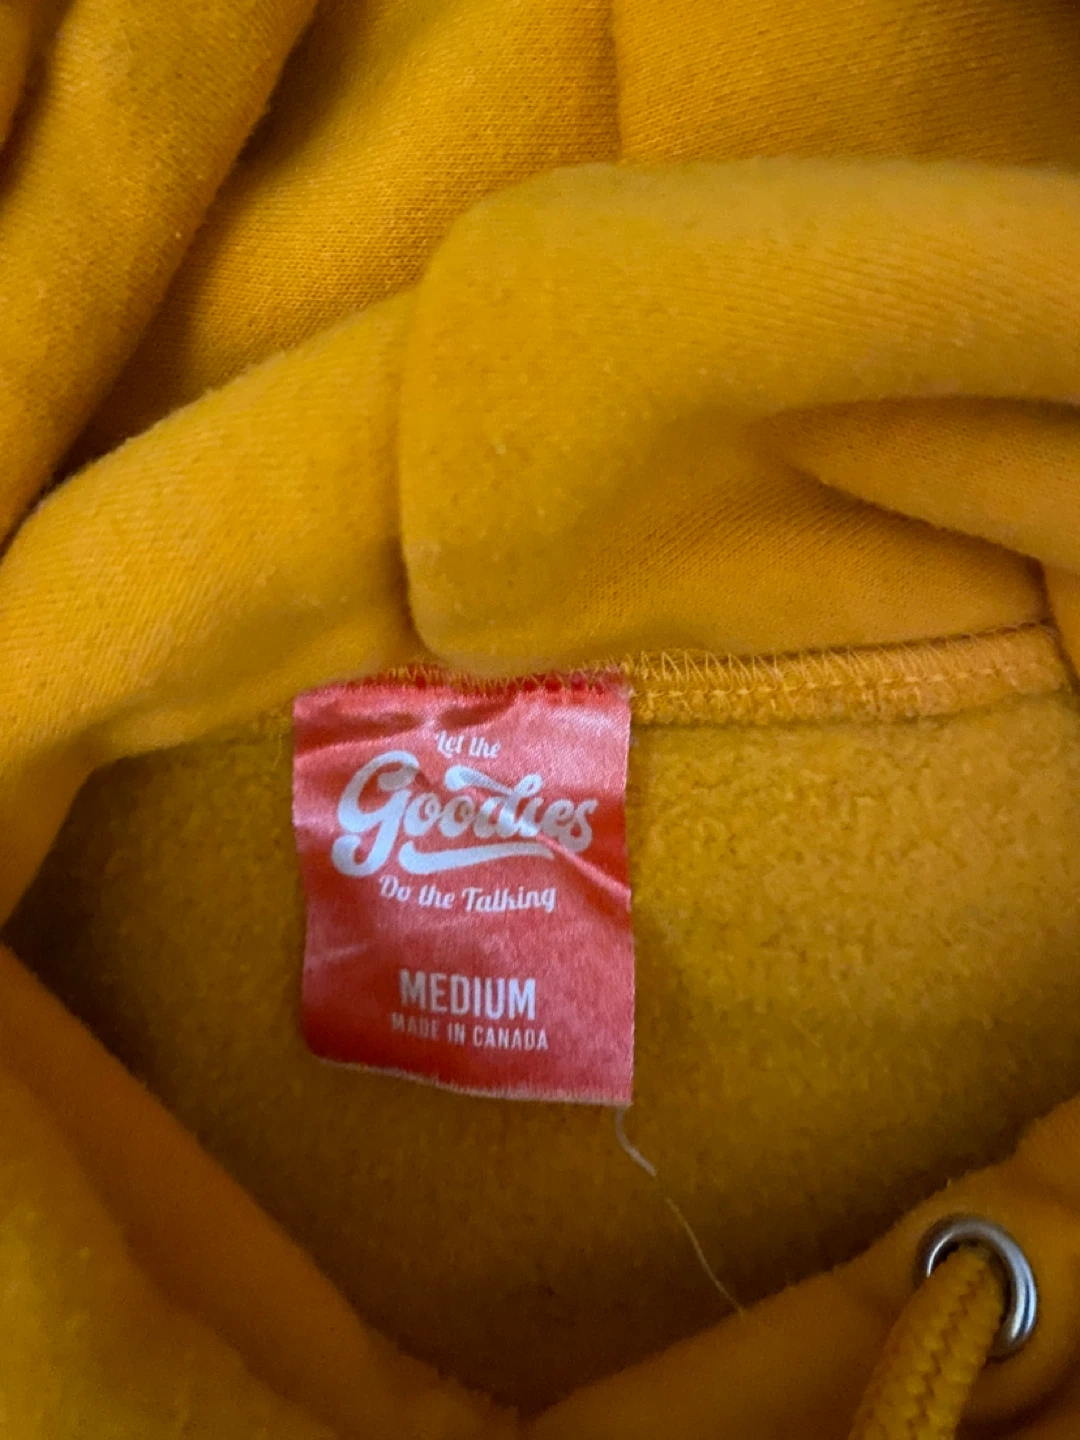 Let the
Goodies
Do the Talking
MEDIUM
MADE IN CANADA